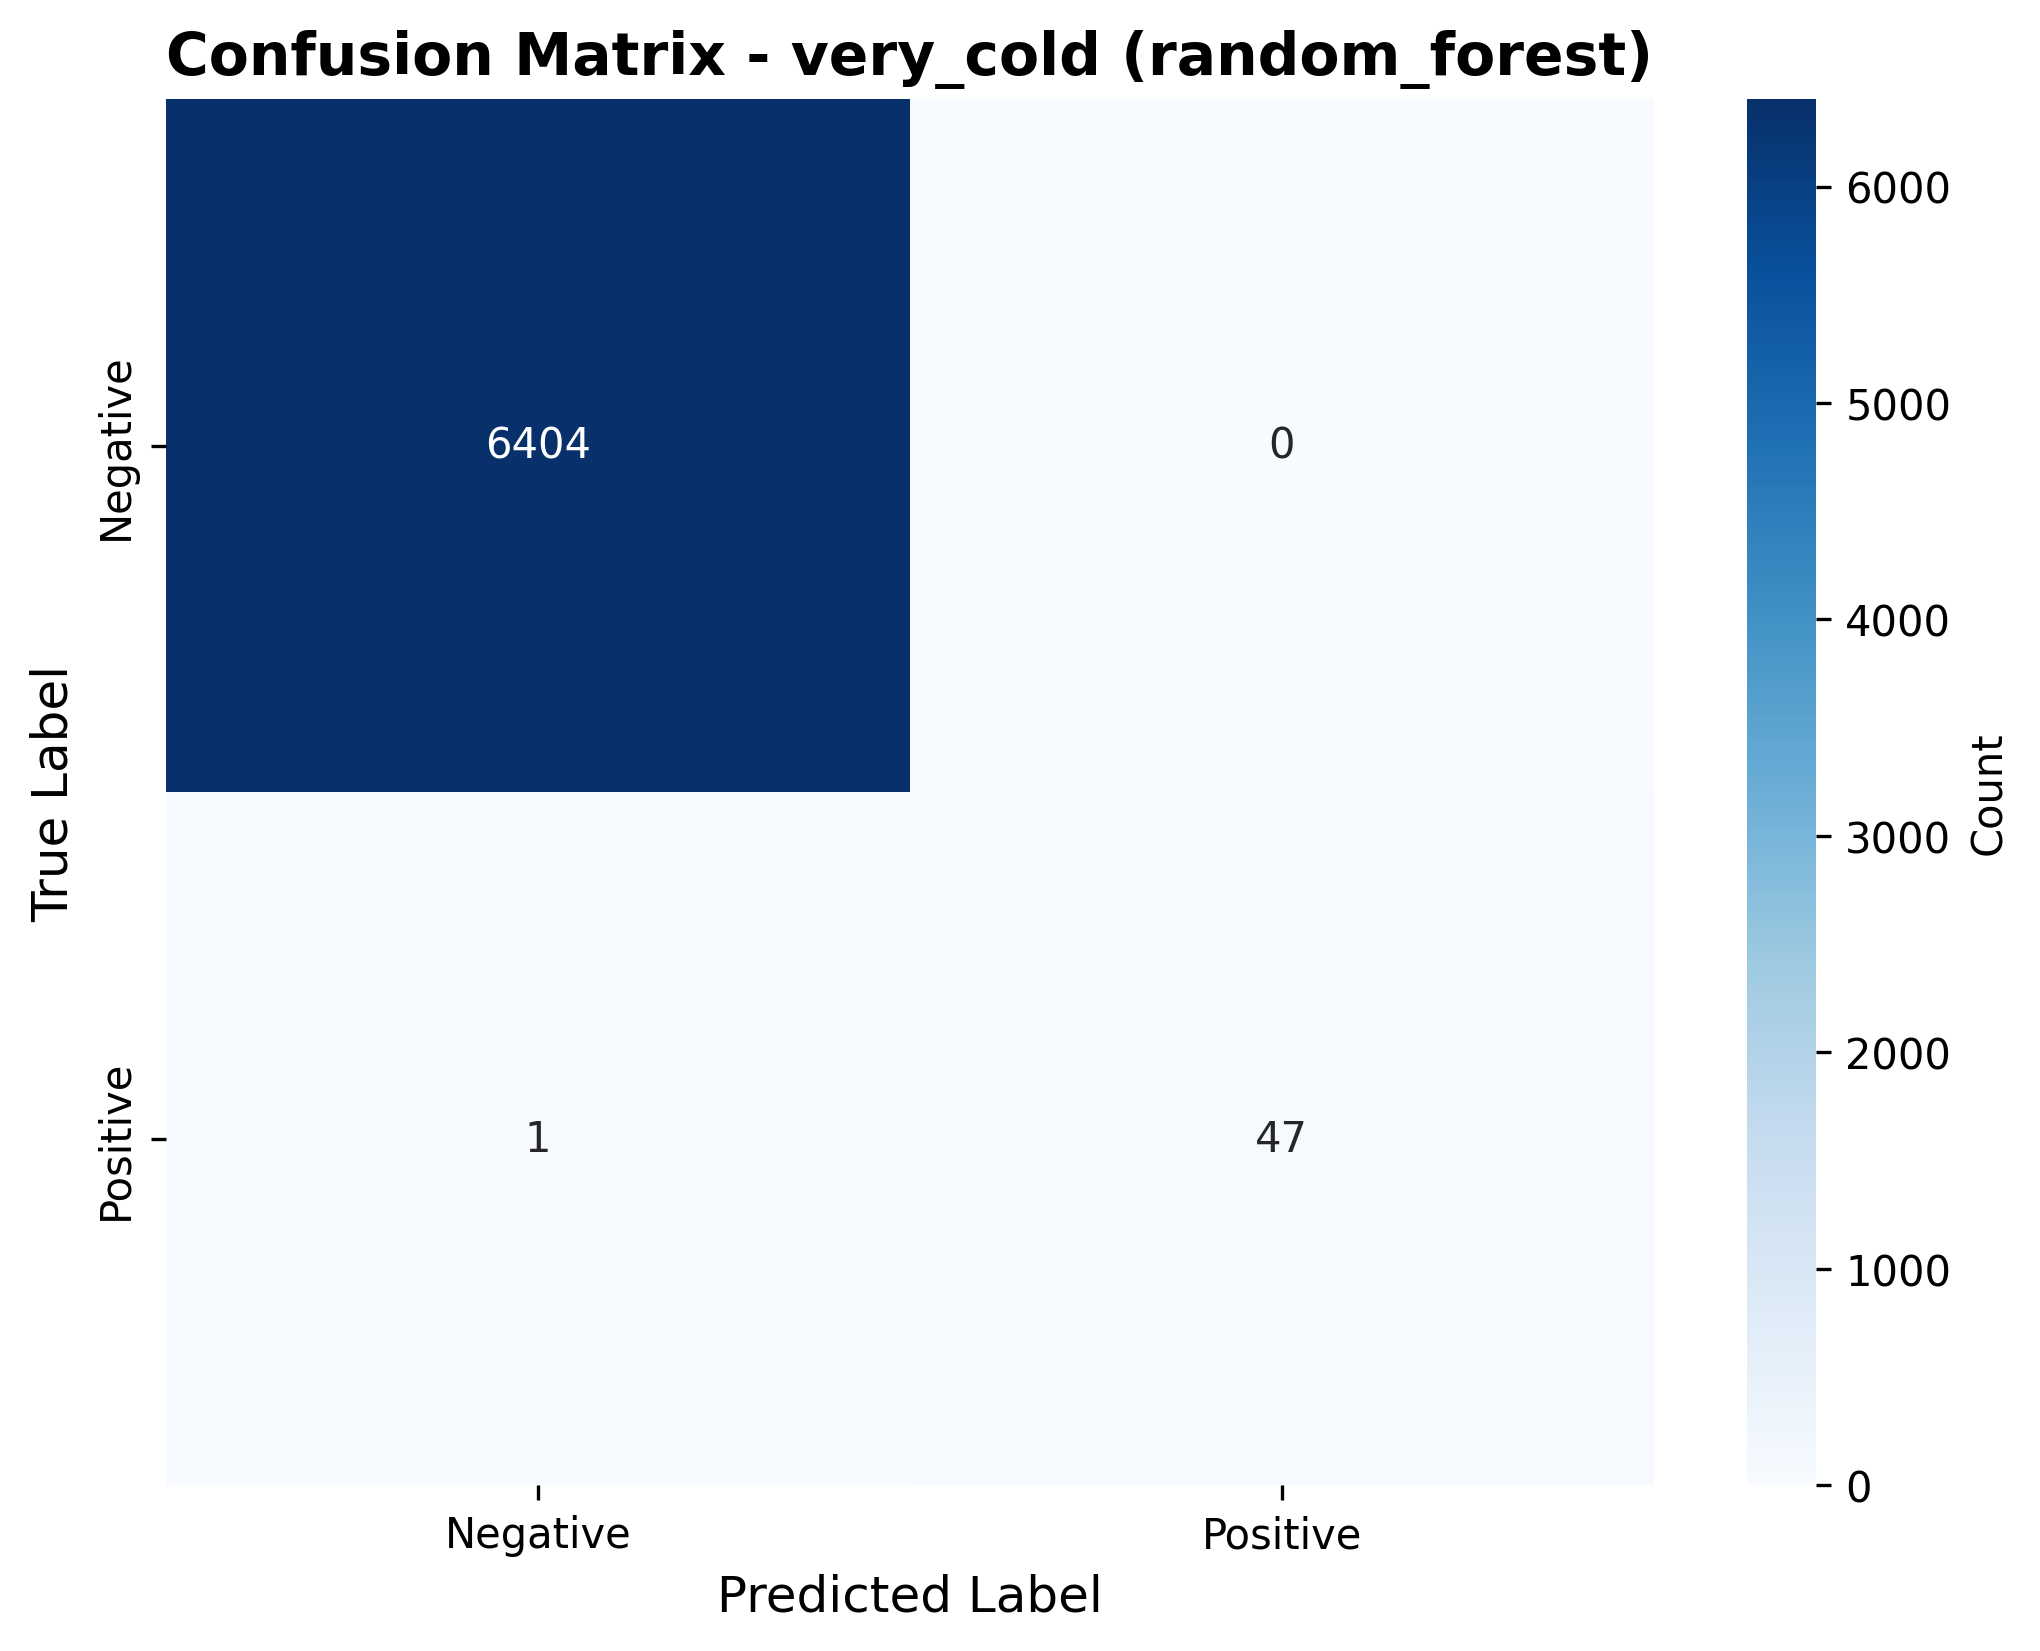 Confusion Matrix - very_cold (random_forest)
True Label
Negative
Positive
6404
0
1
47
Negative
Positive
Predicted Label
6000
5000
4000
3000
2000
1000
0
Count